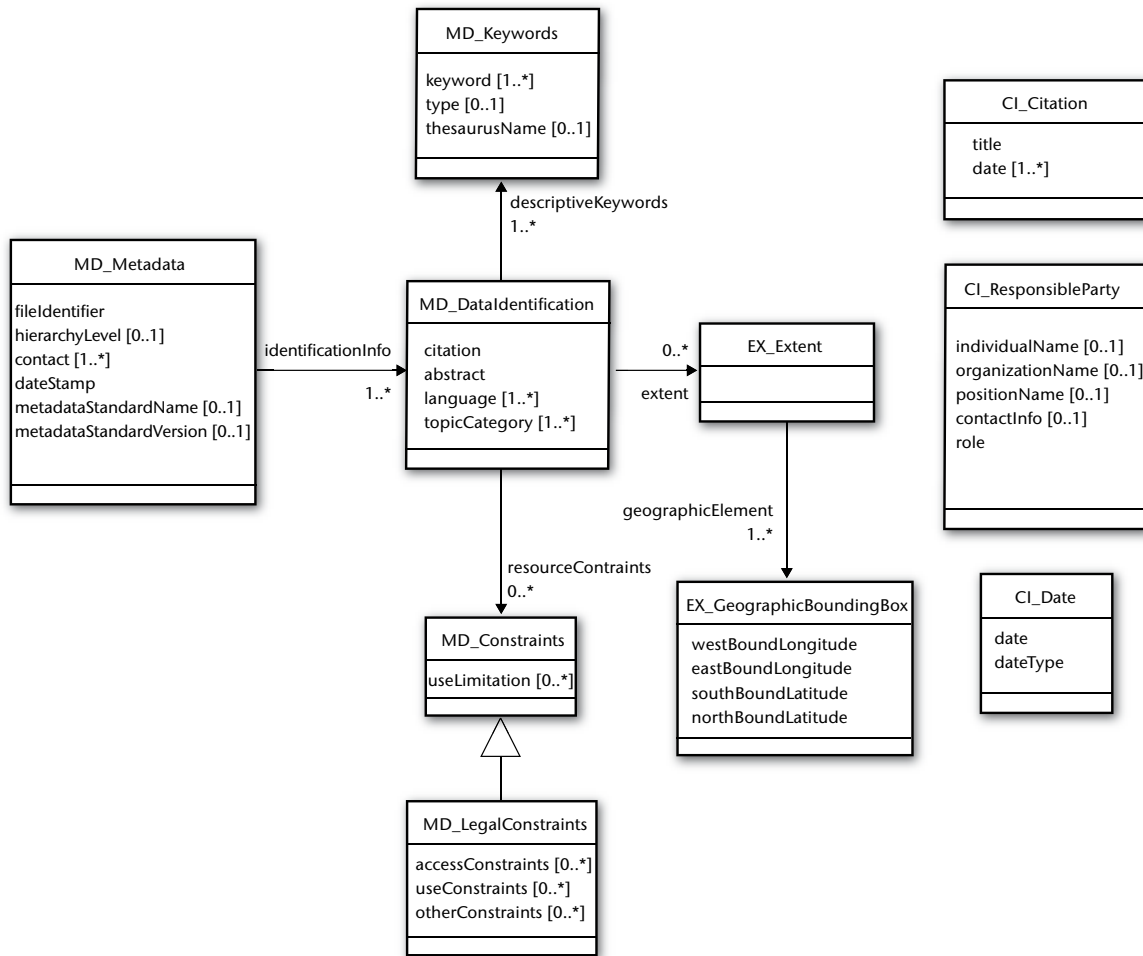 MD_Keywords
keyword [1..*]
type [0..1]
thesaurusName [0..1]
descriptiveKeywords
1..*
MD_Metadata
fileIdentifier
hierarchyLevel [0..1]
contact [1..*]
dateStamp
metadataStandardName [0..1]
metadataStandardVersion [0..1]
identificationInfo
1..*
MD_DataIdentification
citation
abstract
language [1..*]
topicCategory [1..*]
0..*
extent
EX_Extent
geographicElement
1..*
EX_GeographicBoundingBox
westBoundLongitude
eastBoundLongitude
southBoundLatitude
northBoundLatitude
resourceContraints
0..*
MD_Constraints
useLimitation [0..*]
MD_LegalConstraints
accessConstraints [0..*]
useConstraints [0..*]
otherConstraints [0..*]
CI_Citation
title
date [1..*]
CI_ResponsibleParty
individualName [0..1]
organizationName [0..1]
positionName [0..1]
contactInfo [0..1]
role
CI_Date
date
dateType